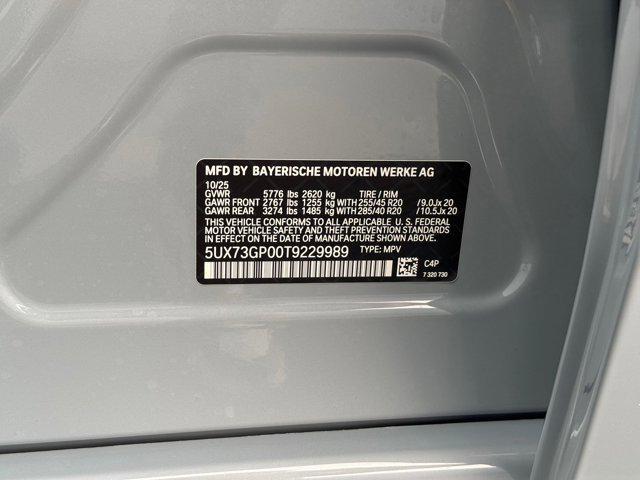 MFD BY BAYERISCHE MOTOREN WERKE AG
10/25
GVWR 5776 lbs 2620 kg TIRE / RIM
GAWR FRONT 2767 lbs 1255 kg WITH 255/45 R20 /9.0Jx 20
GAWR REAR 3274 lbs 1485 kg WITH 285/40 R20 /10.5Jx 20
THIS VEHICLE CONFORMS TO ALL APPLICABLE U. S. FEDERAL
MOTOR VEHICLE SAFETY AND THEFT PREVENTION STANDARDS
IN EFFECT ON THE DATE OF MANUFACTURE SHOWN ABOVE.
5UX73GP00T9229989 TYPE: MPV
C4P
7 320 730